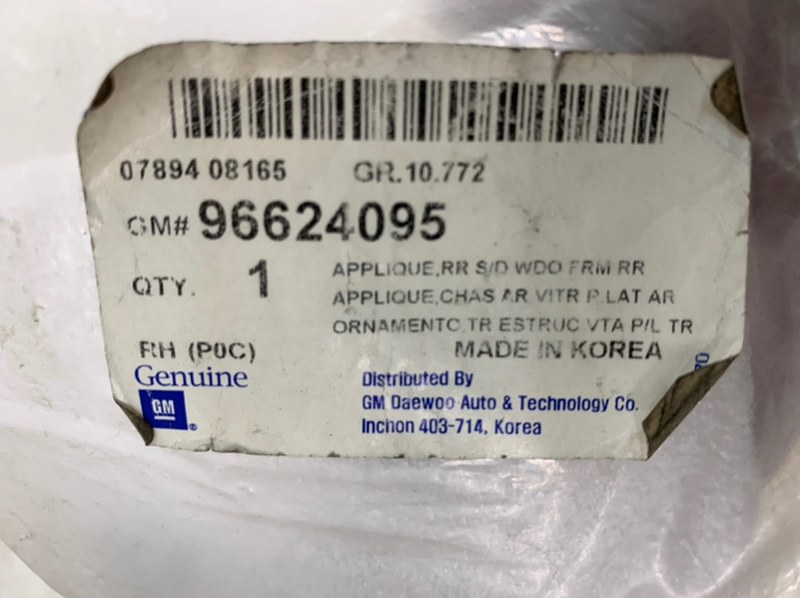 07894 08165 GR.10.772
GM# 96624095
QTY. 1
APPLIQUE,RR S/D WDO FRM RR
APPLIQUE,CHAS AR VITR P.LAT AR
ORNAMENTO,TR ESTRUC VTA P/L TR
RH (P0C) MADE IN KOREA
Genuine
GM ®
Distributed By
GM Daewoo Auto & Technology Co.
Inchon 403-714, Korea